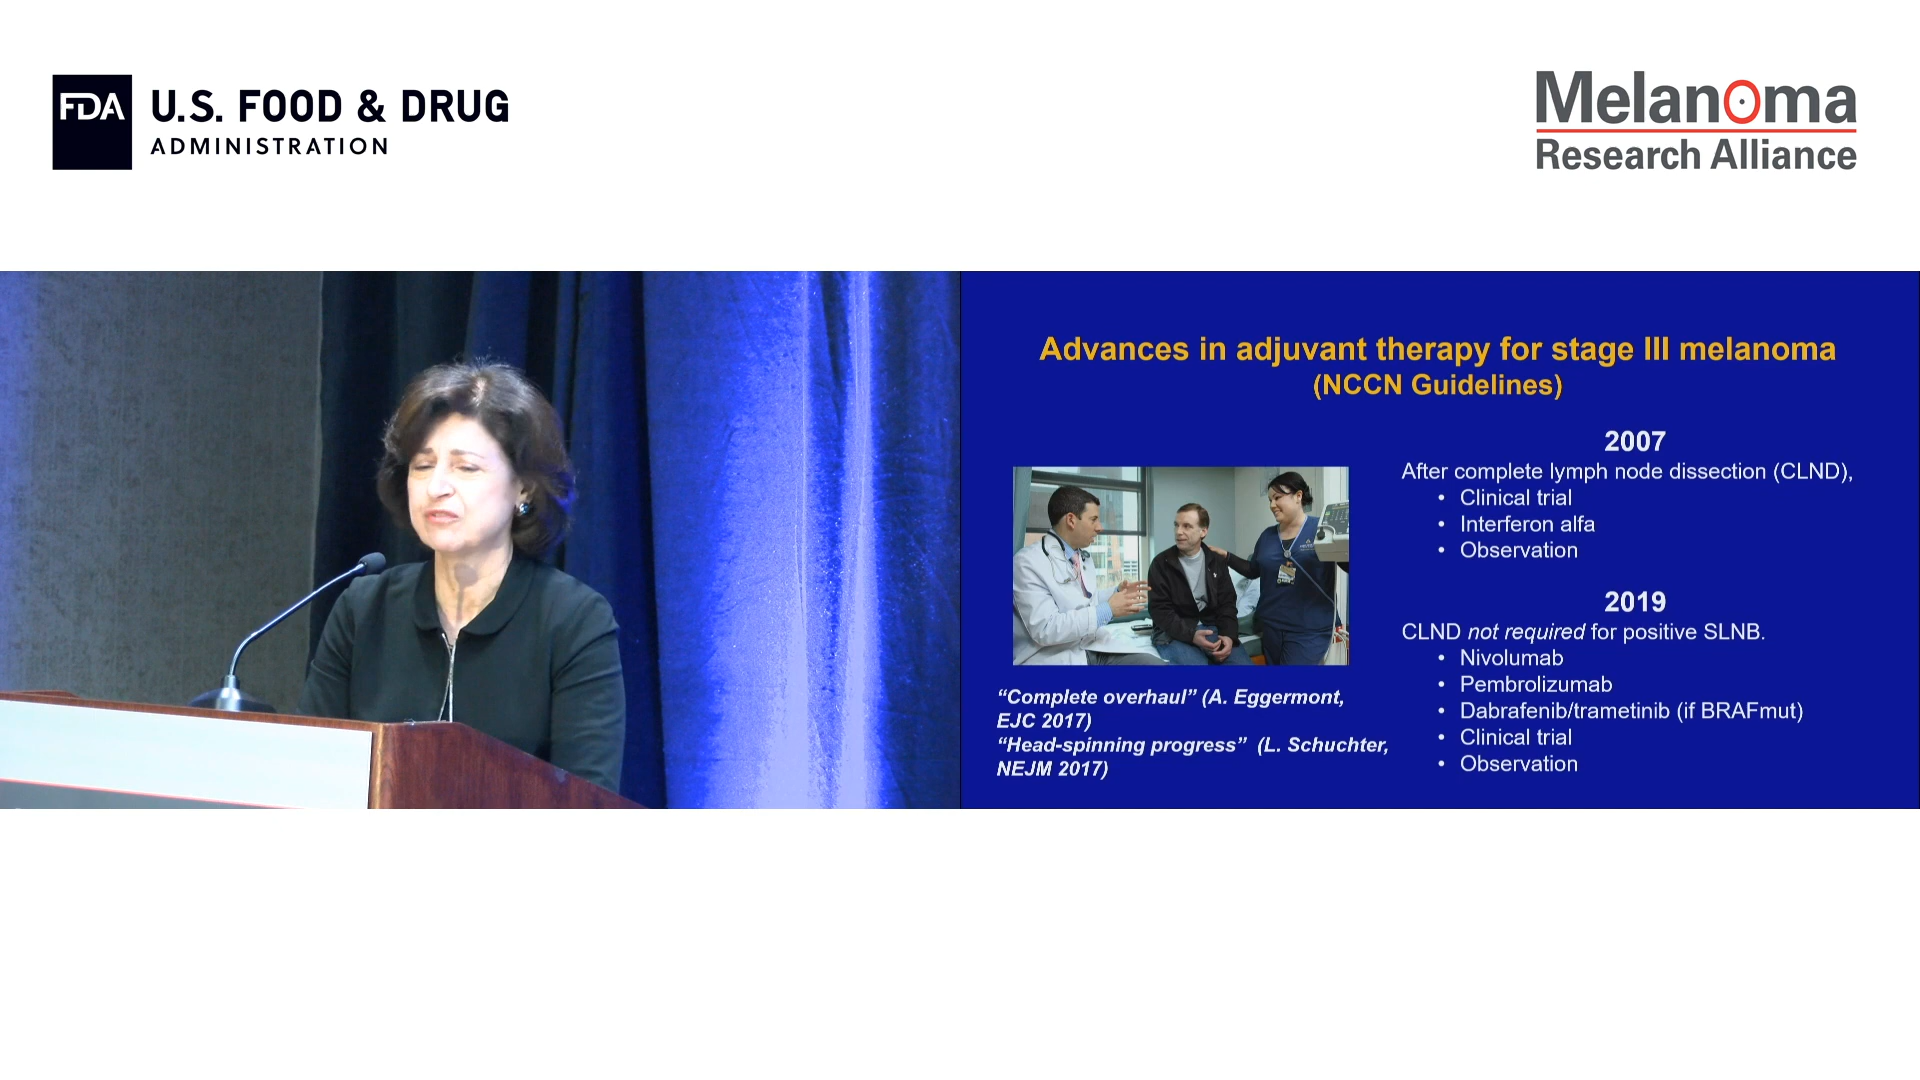 FDA U.S. FOOD & DRUG
ADMINISTRATION
Melanoma
Research Alliance
Advances in adjuvant therapy for stage III melanoma
(NCCN Guidelines)
2007
After complete lymph node dissection (CLND),
• Clinical trial
• Interferon alfa
• Observation
2019
CLND not required for positive SLNB.
• Nivolumab
• Pembrolizumab
• Dabrafenib/trametinib (if BRAFmut)
• Clinical trial
• Observation
“Complete overhaul” (A. Eggermont,
EJC 2017)
“Head-spinning progress” (L. Schuchter,
NEJM 2017)